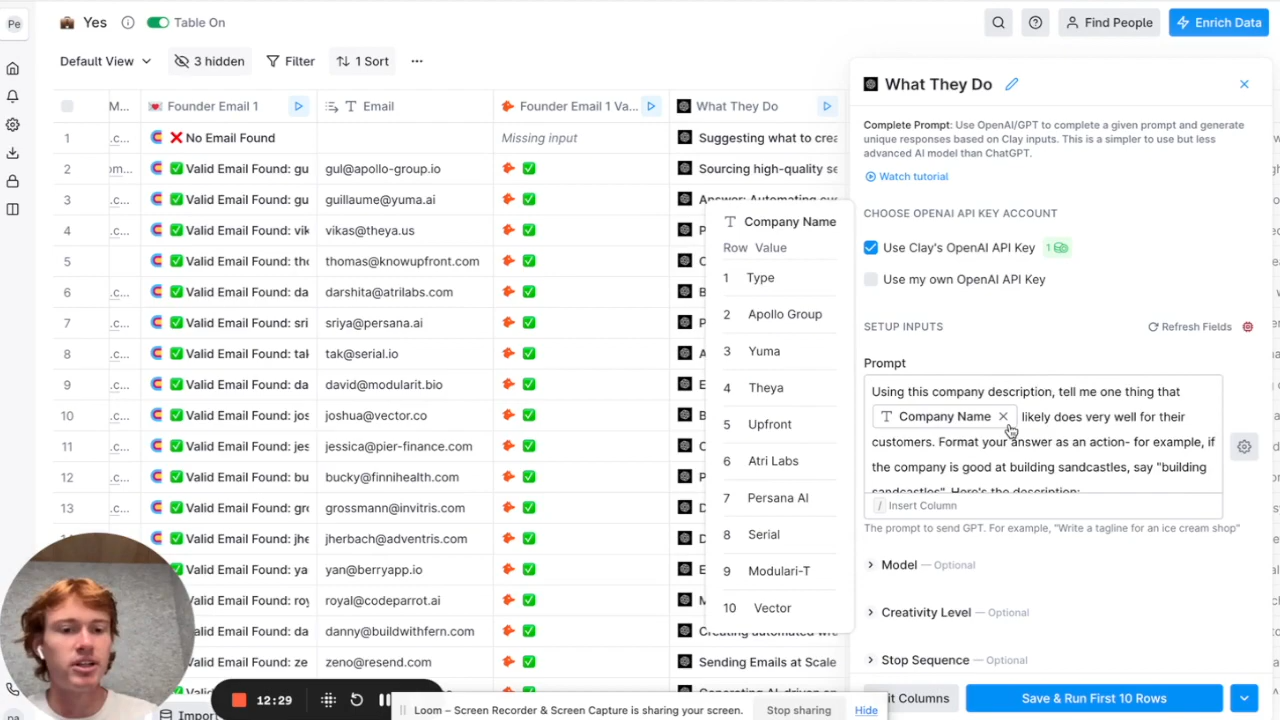 Pe
Yes
Table On
Find People
Enrich Data
Default View
3 hidden
Filter
1 Sort
M...
Founder Email 1
Email
Founder Email 1 Va...
What They Do
1
❌ No Email Found
Missing input
Suggesting what to crea
2
om...
✅ Valid Email Found: gu
gul@apollo-group.io
✅
Sourcing high-quality se
3
.c...
✅ Valid Email Found: gu
guillaume@yuma.ai
✅
4
.c...
✅ Valid Email Found: vik
vikas@theya.us
✅
5
.c...
✅ Valid Email Found: tho
thomas@knowupfront.com
✅
6
.c...
✅ Valid Email Found: da
darshita@atrilabs.com
✅
7
.c...
✅ Valid Email Found: sri
sriya@persana.ai
✅
8
.c...
✅ Valid Email Found: tak
tak@serial.io
✅
9
.c...
✅ Valid Email Found: da
david@modularit.bio
✅
10
.c...
✅ Valid Email Found: jos
joshua@vector.co
✅
11
.c...
✅ Valid Email Found: jes
jessica@pier-finance.com
✅
12
.c...
✅ Valid Email Found: bu
bucky@finnihealth.com
✅
13
.c...
✅ Valid Email Found: gro
grossmann@invitris.com
✅
.c...
Valid Email Found: jhe
jherbach@adventris.com
✅
Valid Email Found: ya
yan@berryapp.io
✅
Valid Email Found: roy
royal@codeparrot.ai
✅
Valid Email Found: da
danny@buildwithfern.com
✅
Valid Email Found: ze
zeno@resend.com
✅
Sending Emails at Scale
Import
Company Name
Row Value
1 Type
2 Apollo Group
3 Yuma
4 Theya
5 Upfront
6 Atri Labs
7 Persana AI
8 Serial
9 Modulari-T
10 Vector
What They Do
Complete Prompt: Use OpenAI/GPT to complete a given prompt and generate
unique responses based on Clay inputs. This is a simpler to use but less
advanced AI model than ChatGPT.
Watch tutorial
CHOOSE OPENAI API KEY ACCOUNT
Use Clay's OpenAI API Key
1
Use my own OpenAI API Key
SETUP INPUTS
Refresh Fields
Prompt
Using this company description, tell me one thing that
Company Name × likely does very well for their
customers. Format your answer as an action- for example, if
the company is good at building sandcastles, say "building
sandcastles". Here's the description:
/ Insert Column
The prompt to send GPT. For example, "Write a tagline for an ice cream shop"
Model — Optional
Creativity Level — Optional
Stop Sequence — Optional
it Columns
Save & Run First 10 Rows
12:29
Loom – Screen Recorder & Screen Capture is sharing your screen.
Stop sharing
Hide